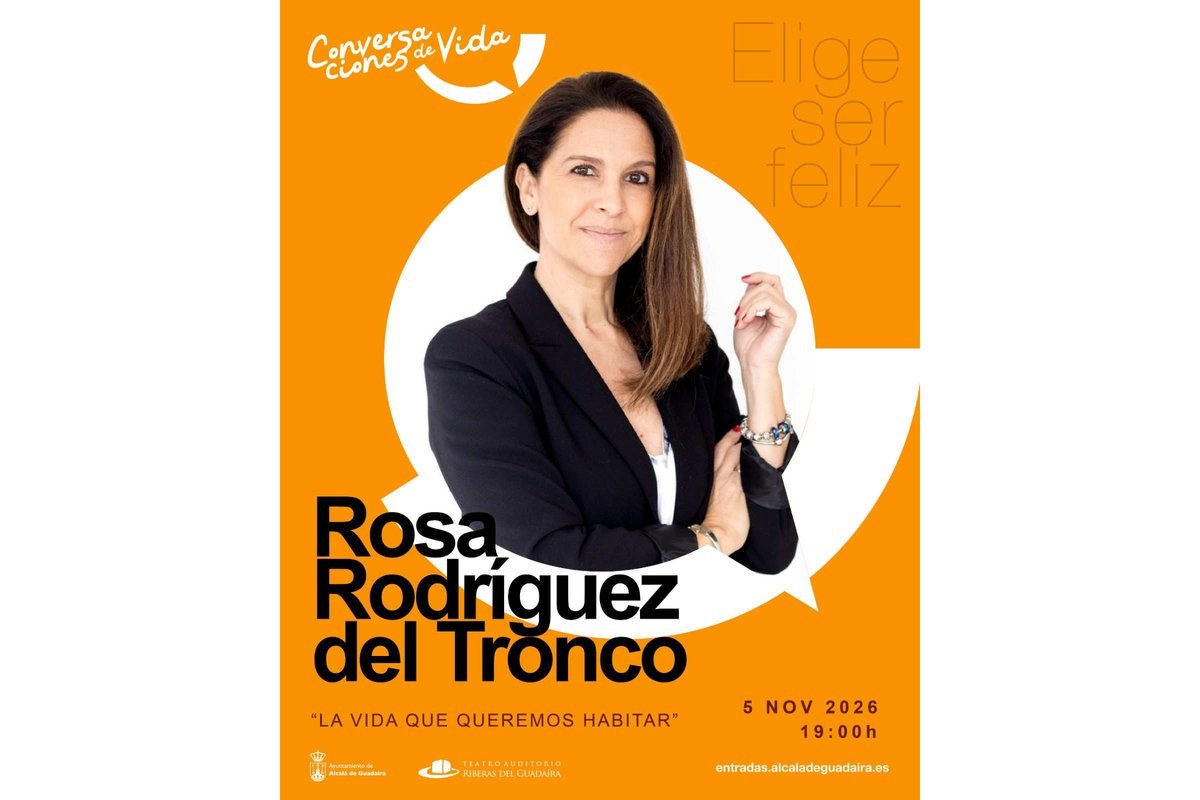 Conversa
ciones de Vida
Elige
ser
feliz
Rosa
Rodríguez
del Tronco
“LA VIDA QUE QUEREMOS HABITAR”
5 NOV 2026
19:00h
Ayuntamiento de
Alcalá de Guadaíra
TEATRO AUDITORIO
RIBERAS DEL GUADAÍRA
entradas.alcaladeguadaira.es